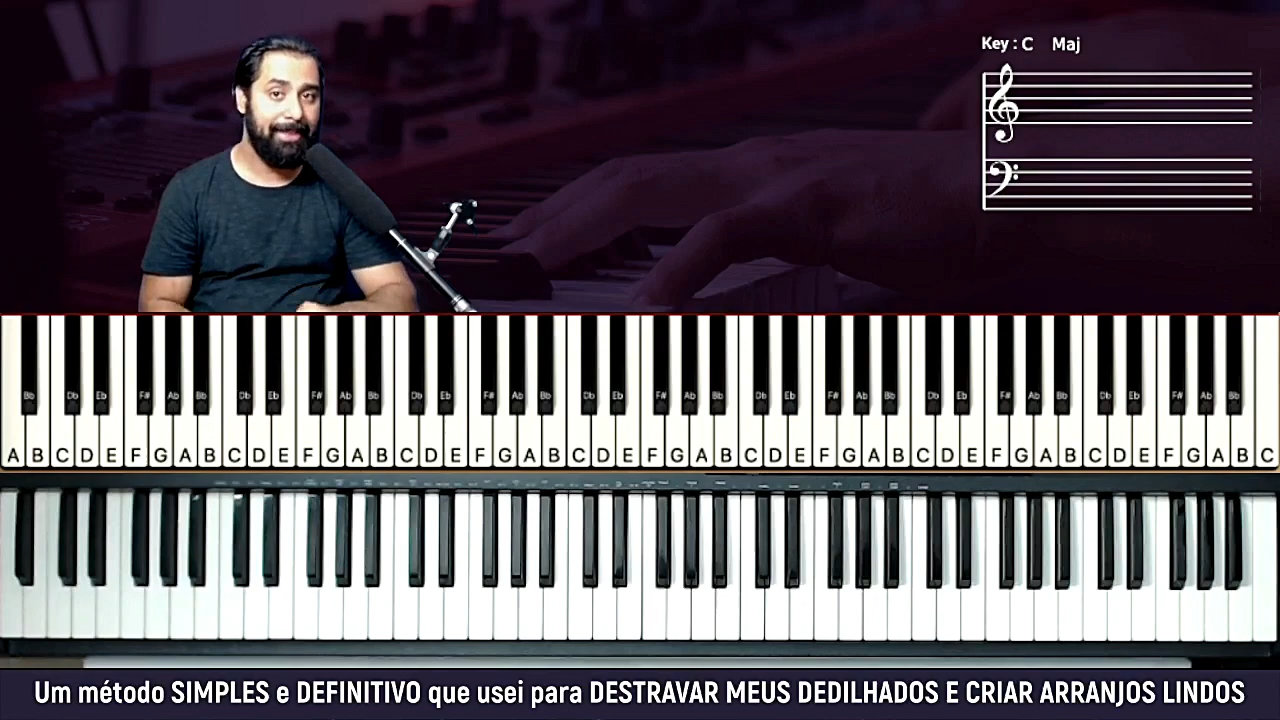 Key : C Maj
Bb Db Eb F# Ab Bb Db Eb F# Ab Bb Db Eb F# Ab Bb Db Eb F# Ab Bb Db Eb F# Ab Bb Db Eb F# Ab Bb Db Eb F# Ab Bb
A B C D E F G A B C D E F G A B C D E F G A B C D E F G A B C D E F G A B C D E F G A B C D E F G A B C
Um método SIMPLES e DEFINITIVO que usei para DESTRAVAR MEUS DEDILHADOS E CRIAR ARRANJOS LINDOS